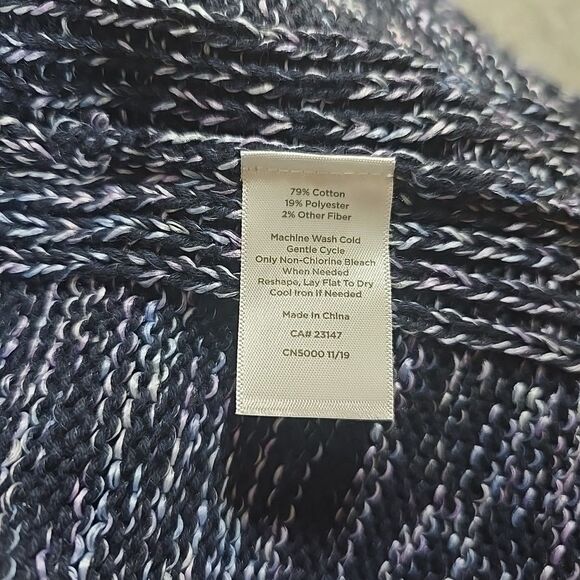 79% Cotton
19% Polyester
2% Other Fiber
Machine Wash Cold
Gentle Cycle
Only Non-Chlorine Bleach
When Needed
Reshape, Lay Flat To Dry
Cool Iron if Needed
Made In China
CA# 23147
CN5000 11/19